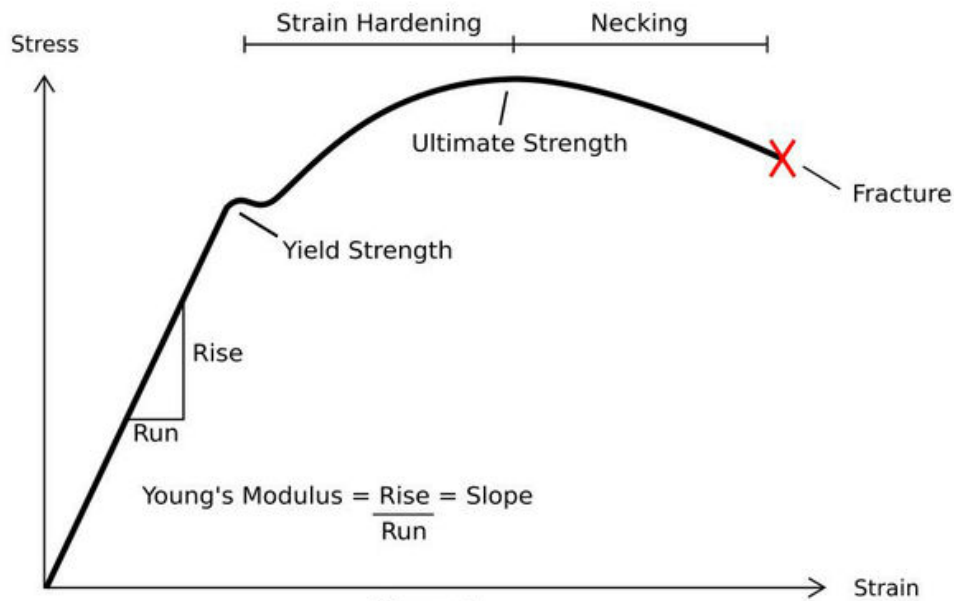 Strain Hardening
Necking
Stress
Ultimate Strength
Fracture
Yield Strength
Rise
Run
Young's Modulus = Rise = Slope
Run
Strain